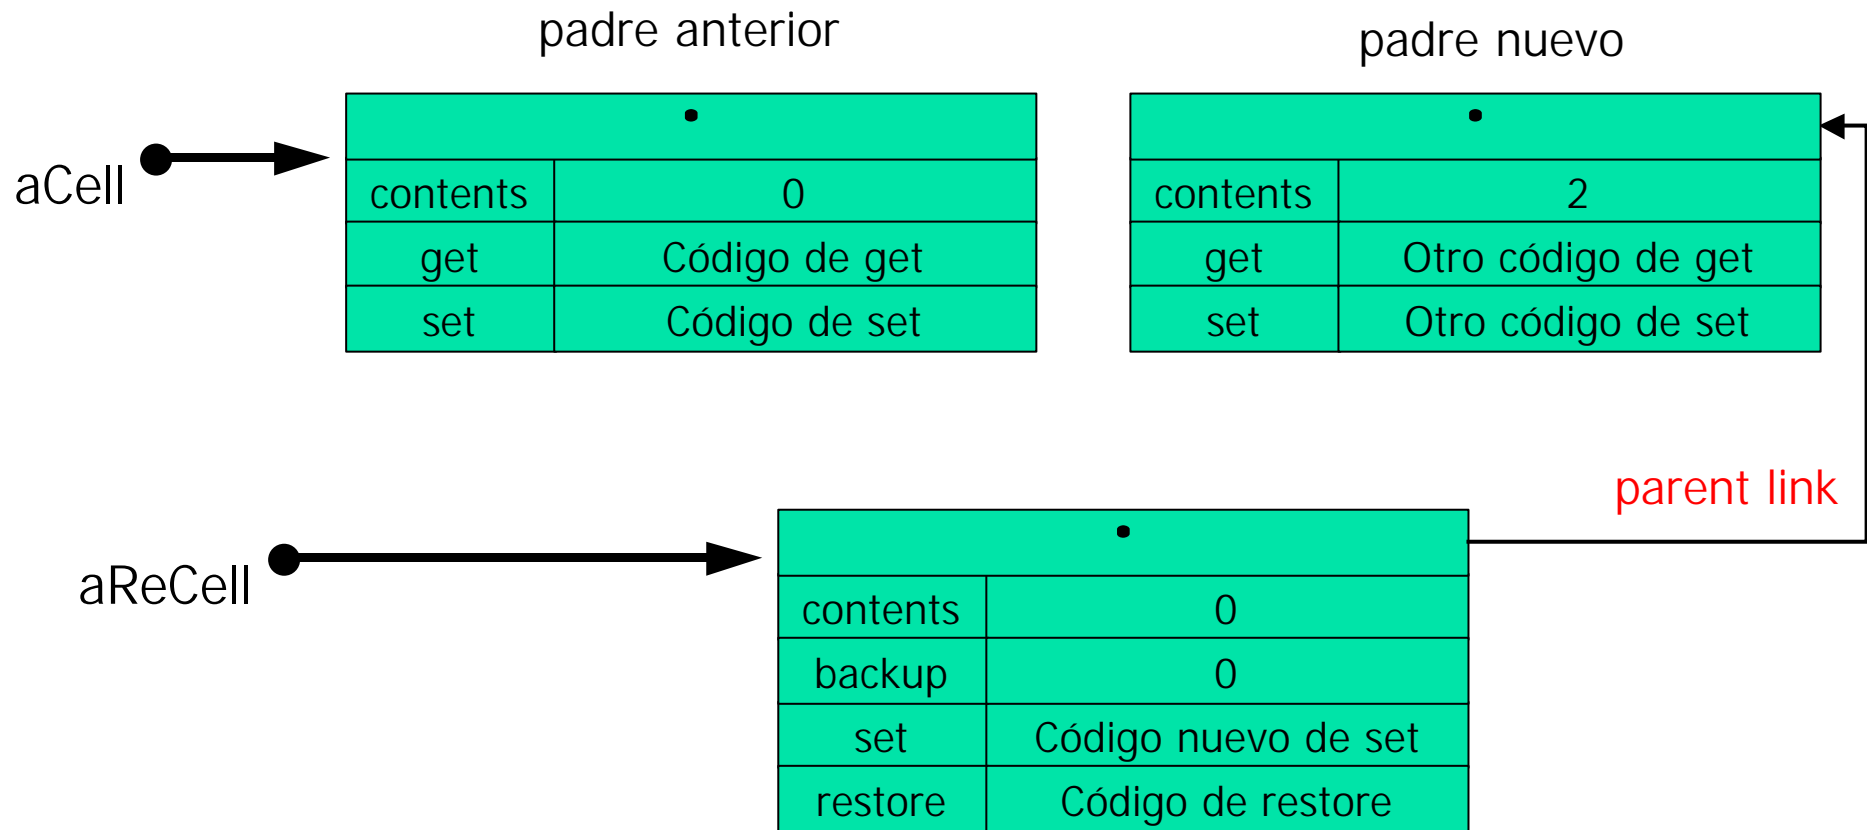 padre anterior
padre nuevo
aCell
contents 0
get Código de get
set Código de set
contents 2
get Otro código de get
set Otro código de set
parent link
aReCell
contents 0
backup 0
set Código nuevo de set
restore Código de restore